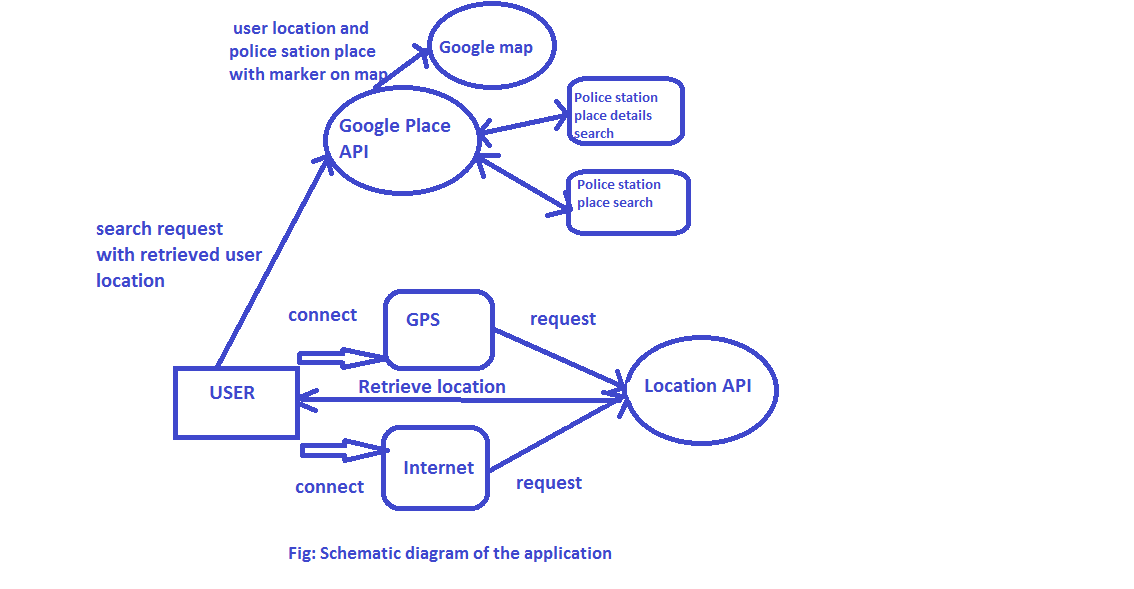 user location and
police sation place
with marker on map
Google map
Google Place
API
Police station
place details
search
Police station
place search
search request
with retrieved user
location
connect
GPS
request
USER
Retrieve location
Location API
Internet
connect
request
Fig: Schematic diagram of the application